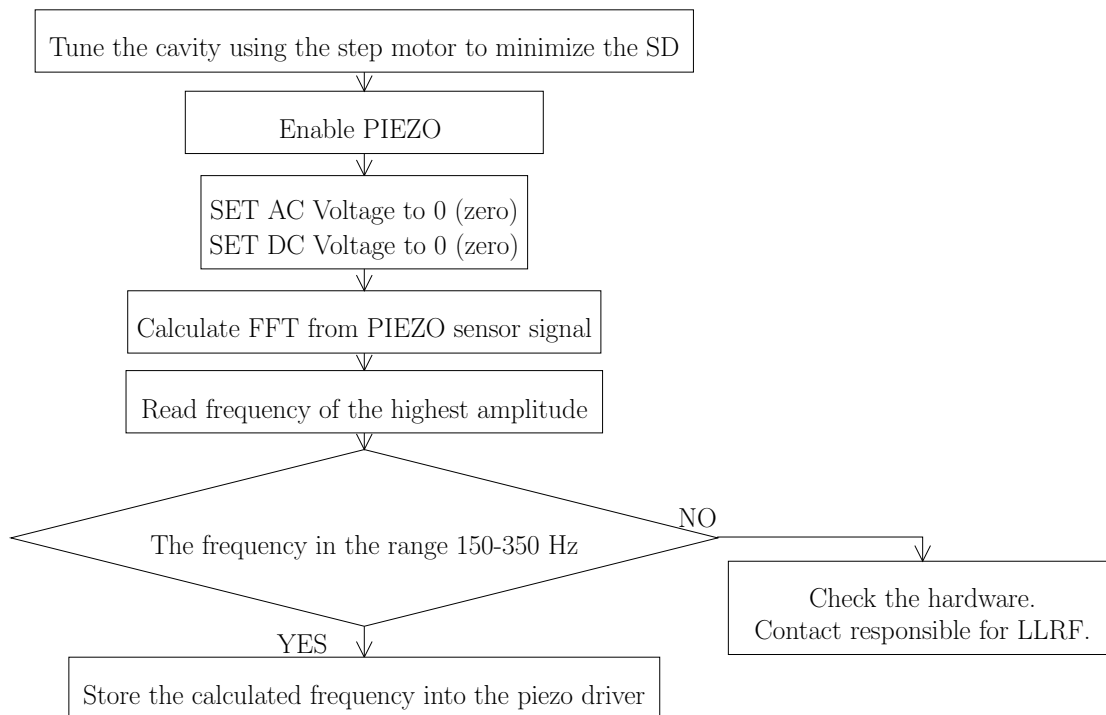 Tune the cavity using the step motor to minimize the SD
Enable PIEZO
SET AC Voltage to 0 (zero)
SET DC Voltage to 0 (zero)
Calculate FFT from PIEZO sensor signal
Read frequency of the highest amplitude
The frequency in the range 150-350 Hz
NO
Check the hardware.
Contact responsible for LLRF.
YES
Store the calculated frequency into the piezo driver